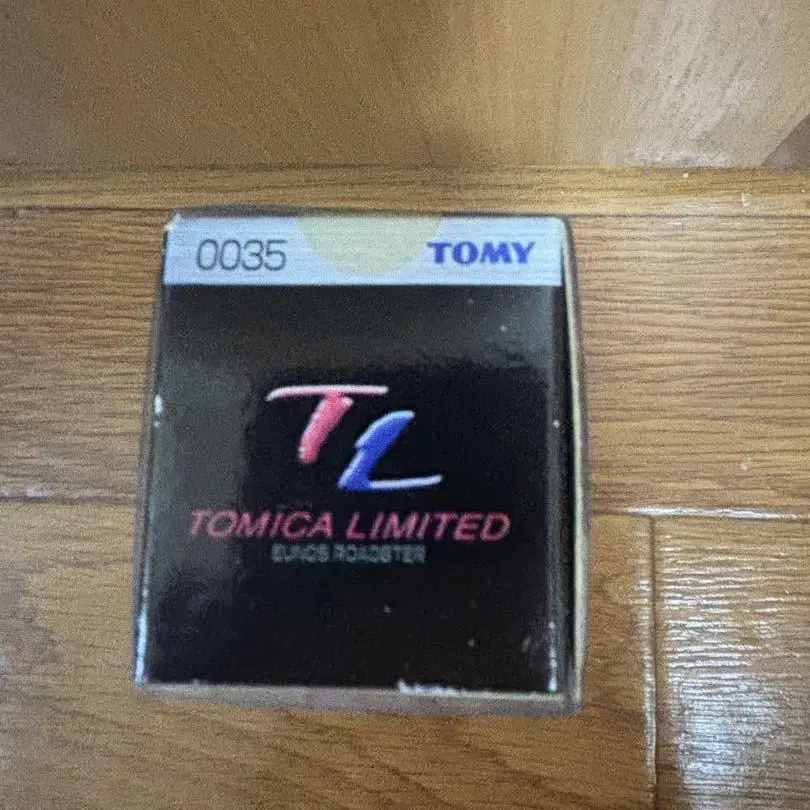 0035 TOMY
TL
TOMICA LIMITED
EUNOS ROADSTER